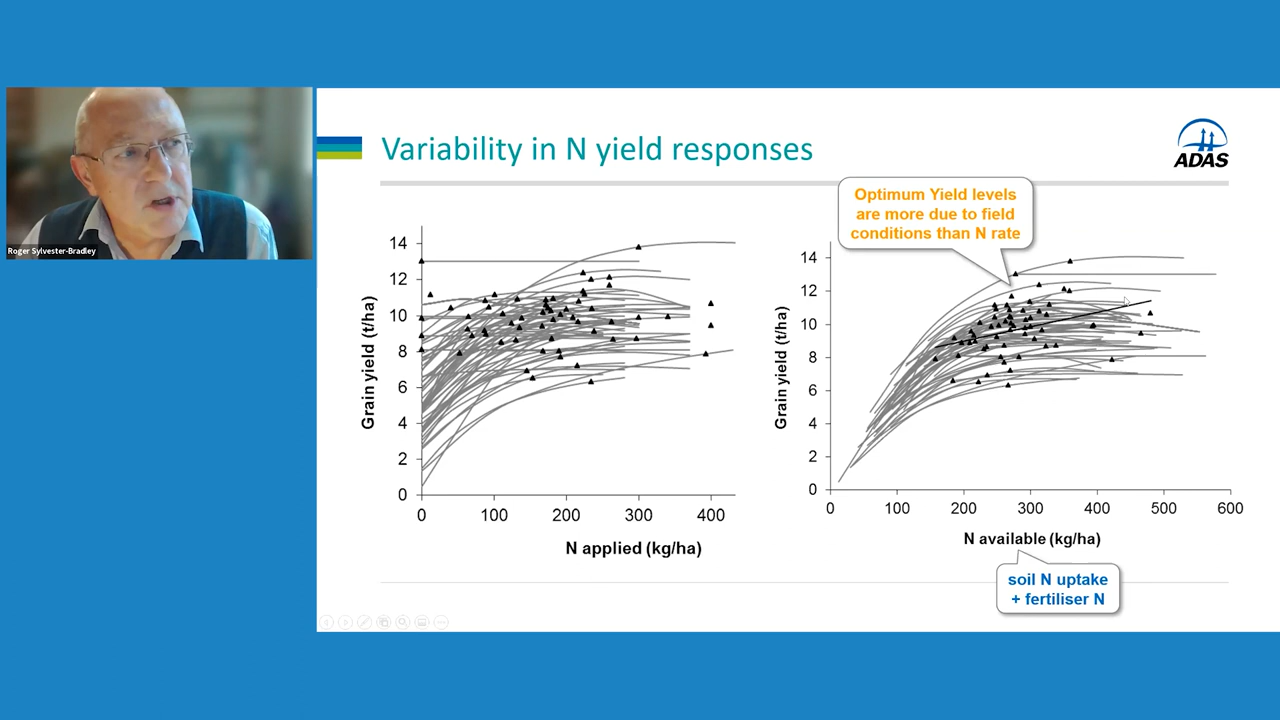 Roger Sylvester-Bradley
Variability in N yield responses
ADAS
Optimum Yield levels
are more due to field
conditions than N rate
Grain yield (t/ha)
14
12
10
8
6
4
2
0
0 100 200 300 400
N applied (kg/ha)
Grain yield (t/ha)
14
12
10
8
6
4
2
0
0 100 200 300 400 500 600
N available (kg/ha)
soil N uptake
+ fertiliser N